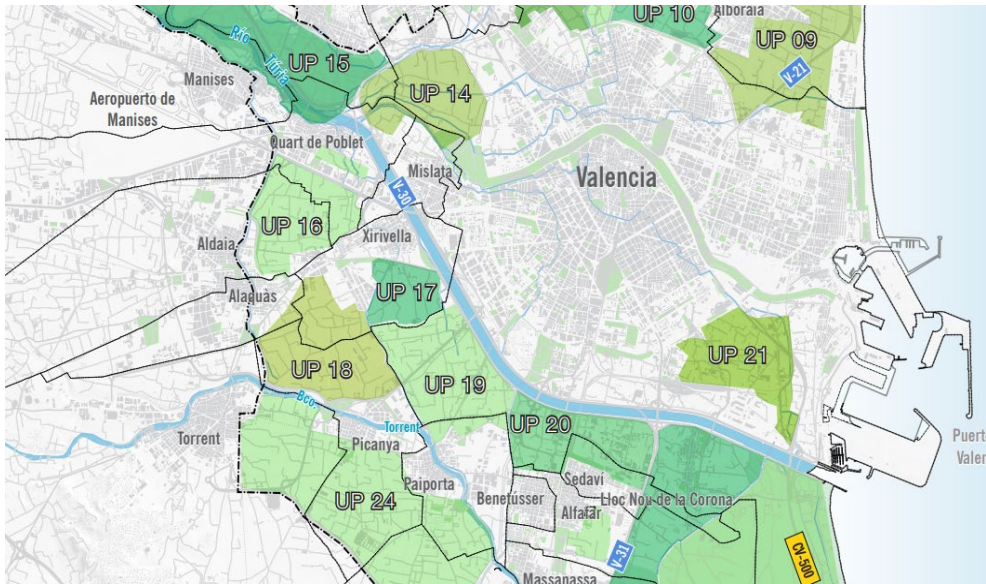 UP 10
Alboraia
UP 09
V-21
Río
Turia
UP 15
Manises
Aeropuerto de
Manises
UP 14
Quart de Poblet
Mislata
V-30
Valencia
UP 16
Xirivella
Aldaia
Alaquàs
UP 17
UP 18
UP 21
UP 19
Bco.
Torrent
UP 20
Torrent
Picanya
Puert
Valen
Paiporta
Sedaví
Benetússer
Lloc Nou de la Corona
UP 24
Alfafar
V-31
CV-500
Massanassa